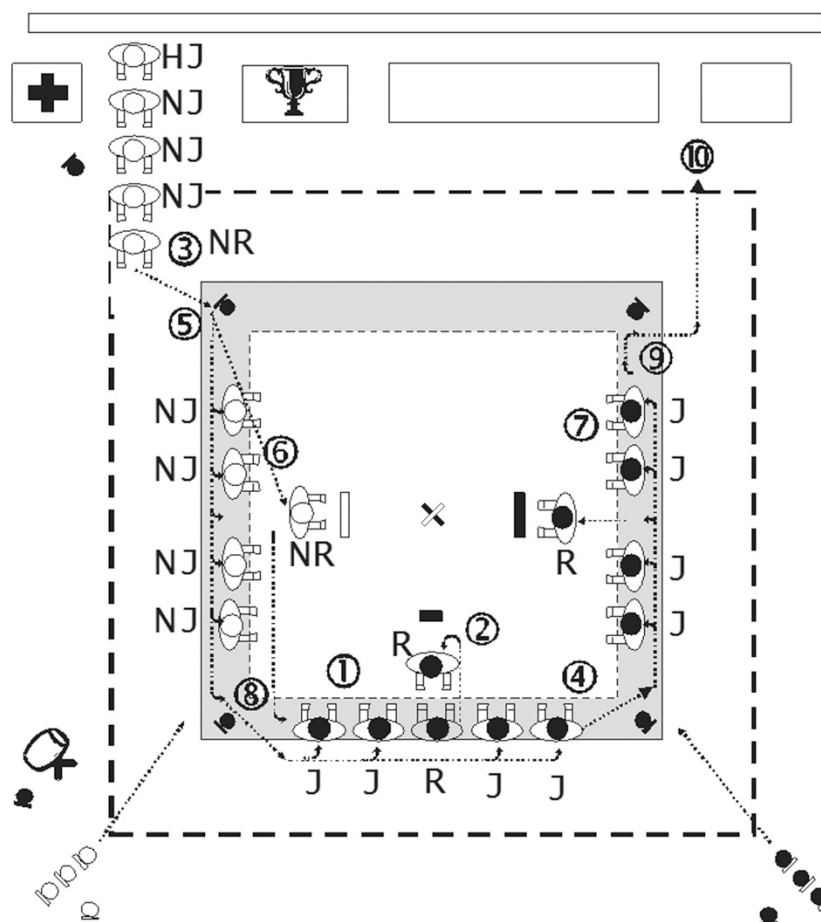 HJ
NJ
NJ
⑩
NJ
③ NR
⑤
⑨
NJ ⑦ J
⑥
NJ J
NR R
NJ J
NJ ② J
R
① ④
⑧
J J R J J